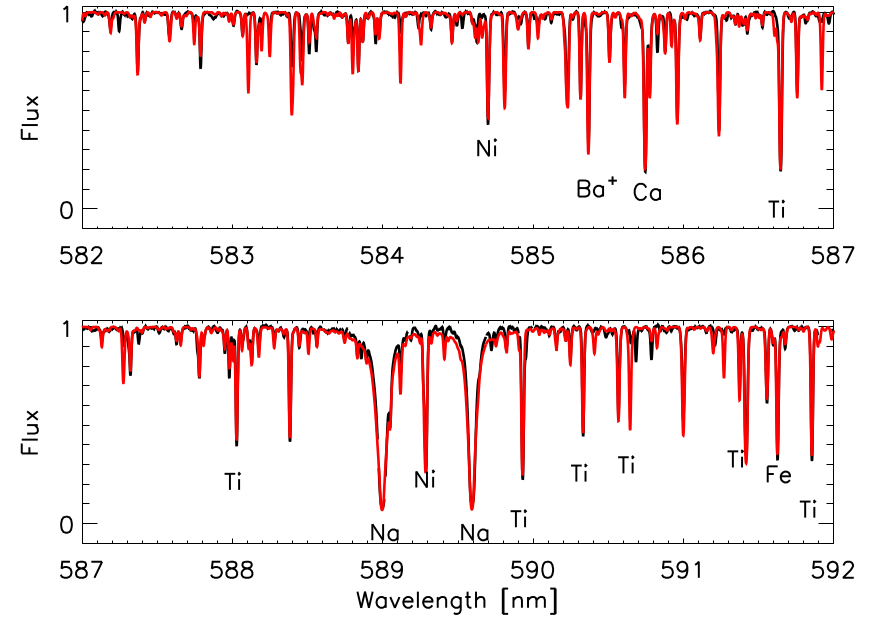 1
Flux
Ni
Ba+ Ca
Ti
0
582 583 584 585 586 587
1
Flux
Ti Ni Ti Ti Ti Fe
Na Na Ti Ti
0
587 588 589 590 591 592
Wavelength [nm]